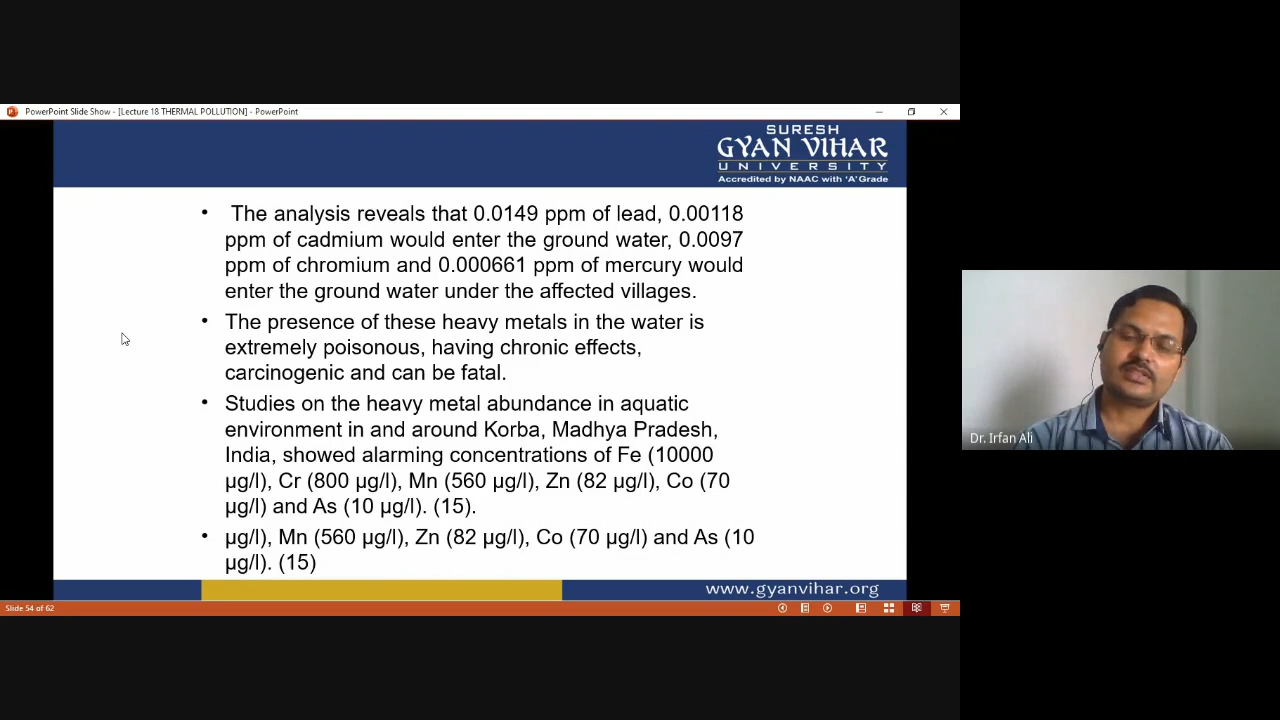 PowerPoint Slide Show - [Lecture 18 THERMAL POLLUTION] - PowerPoint
SURESH
GYAN VIHAR
UNIVERSITY
Accredited by NAAC with 'A' Grade
• The analysis reveals that 0.0149 ppm of lead, 0.00118
ppm of cadmium would enter the ground water, 0.0097
ppm of chromium and 0.000661 ppm of mercury would
enter the ground water under the affected villages.
• The presence of these heavy metals in the water is
extremely poisonous, having chronic effects,
carcinogenic and can be fatal.
• Studies on the heavy metal abundance in aquatic
environment in and around Korba, Madhya Pradesh,
India, showed alarming concentrations of Fe (10000
µg/l), Cr (800 µg/l), Mn (560 µg/l), Zn (82 µg/l), Co (70
µg/l) and As (10 µg/l). (15).
• µg/l), Mn (560 µg/l), Zn (82 µg/l), Co (70 µg/l) and As (10
µg/l). (15)
www.gyanvihar.org
Slide 54 of 62
Dr. Irfan Ali